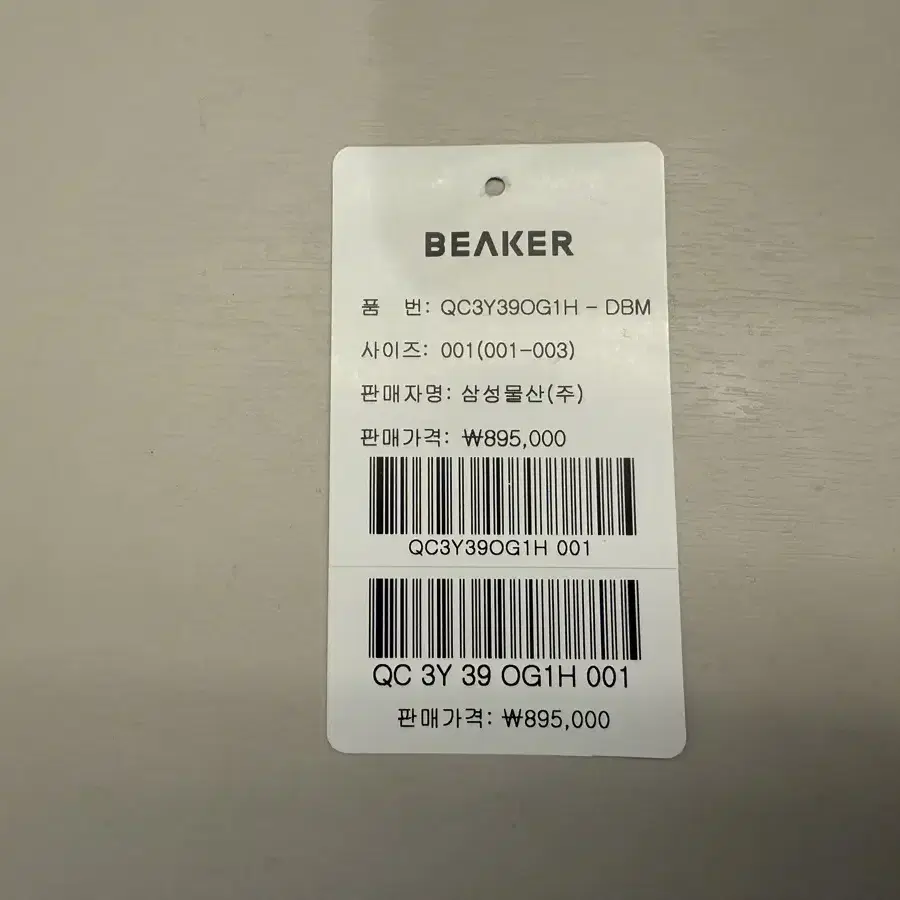 BEAKER
품 번: QC3Y39OG1H - DBM
사이즈: 001(001-003)
판매자명: 삼성물산(주)
판매가격: ₩895,000
QC3Y39OG1H 001
QC 3Y 39 OG1H 001
판매가격: ₩895,000